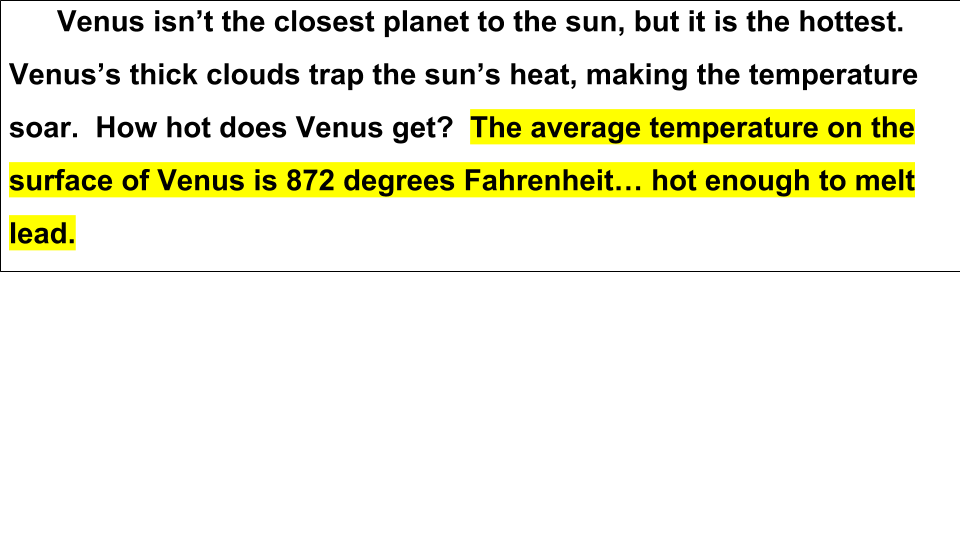 Venus isn’t the closest planet to the sun, but it is the hottest.
Venus’s thick clouds trap the sun’s heat, making the temperature
soar.  How hot does Venus get?  The average temperature on the
surface of Venus is 872 degrees Fahrenheit… hot enough to melt
lead.